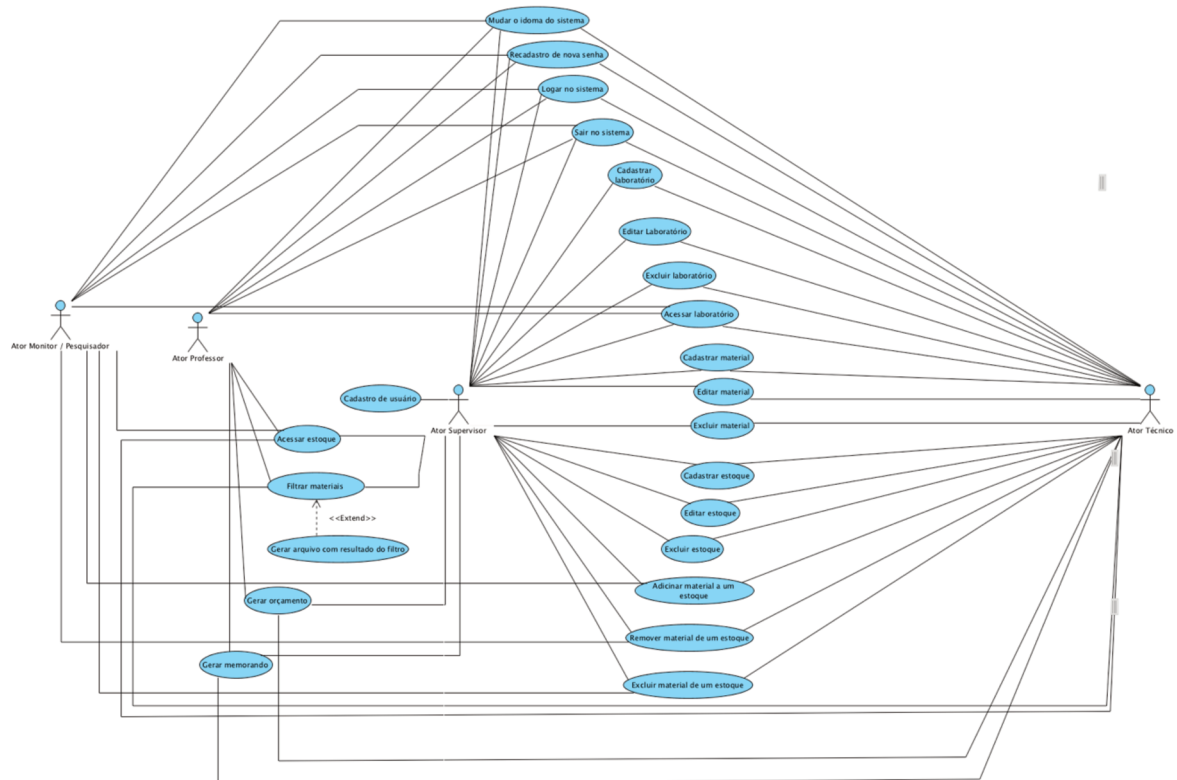 Mudar o idoma do sistema
Recadastro de nova senha
Logar no sistema
Sair no sistema
Cadastrar
laboratório
Editar Laboratório
Excluir laboratório
Acessar laboratório
Ator Monitor / Pesquisador
Ator Professor
Cadastrar material
Editar material
Cadastro de usuário
Excluir material
Ator Supervisor
Ator Técnico
Acessar estoque
Cadastrar estoque
Filtrar materiais
Editar estoque
<<Extend>>
Gerar arquivo com resultado do filtro
Excluir estoque
Adicinar material a um
estoque
Gerar orçamento
Remover material de um estoque
Gerar memorando
Excluir material de um estoque